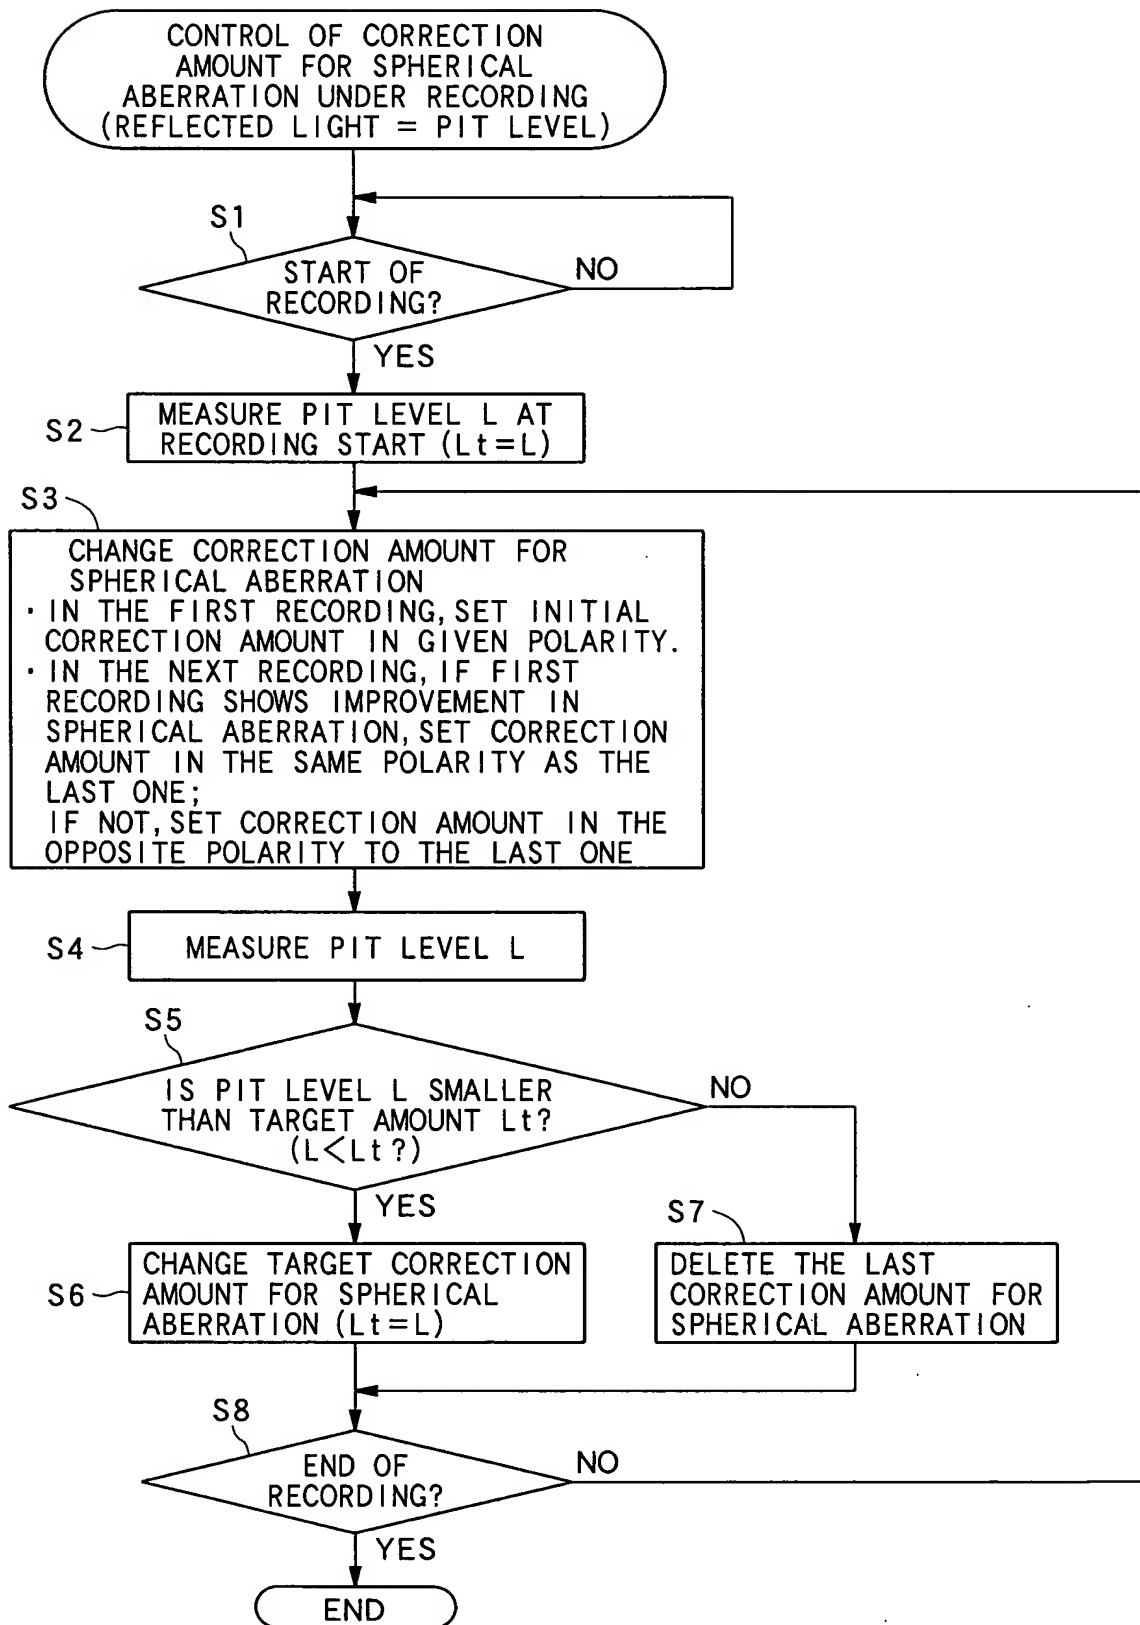 CONTROL OF CORRECTION
AMOUNT FOR SPHERICAL
ABERRATION UNDER RECORDING
(REFLECTED LIGHT = PIT LEVEL)
S1
START OF
RECORDING?
NO
YES
S2
MEASURE PIT LEVEL L AT
RECORDING START (Lt=L)
S3
CHANGE CORRECTION AMOUNT FOR
SPHERICAL ABERRATION
· IN THE FIRST RECORDING, SET INITIAL
CORRECTION AMOUNT IN GIVEN POLARITY.
· IN THE NEXT RECORDING, IF FIRST
RECORDING SHOWS IMPROVEMENT IN
SPHERICAL ABERRATION, SET CORRECTION
AMOUNT IN THE SAME POLARITY AS THE
LAST ONE;
IF NOT, SET CORRECTION AMOUNT IN THE
OPPOSITE POLARITY TO THE LAST ONE
S4
MEASURE PIT LEVEL L
S5
IS PIT LEVEL L SMALLER
THAN TARGET AMOUNT Lt?
(L<Lt?)
NO
YES
S6
CHANGE TARGET CORRECTION
AMOUNT FOR SPHERICAL
ABERRATION (Lt=L)
S7
DELETE THE LAST
CORRECTION AMOUNT FOR
SPHERICAL ABERRATION
S8
END OF
RECORDING?
NO
YES
END